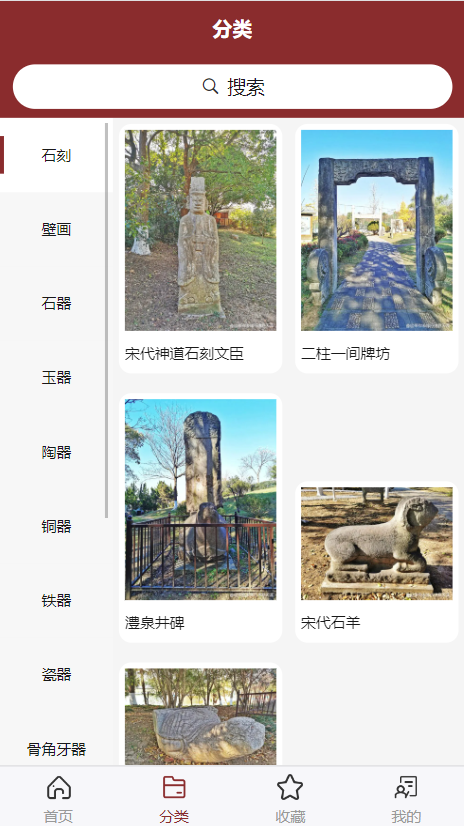 分类
搜索
石刻
壁画
石器
玉器
陶器
铜器
铁器
瓷器
骨角牙器
宋代神道石刻文臣
二柱一间牌坊
澧泉井碑
宋代石羊
首页
分类
收藏
我的